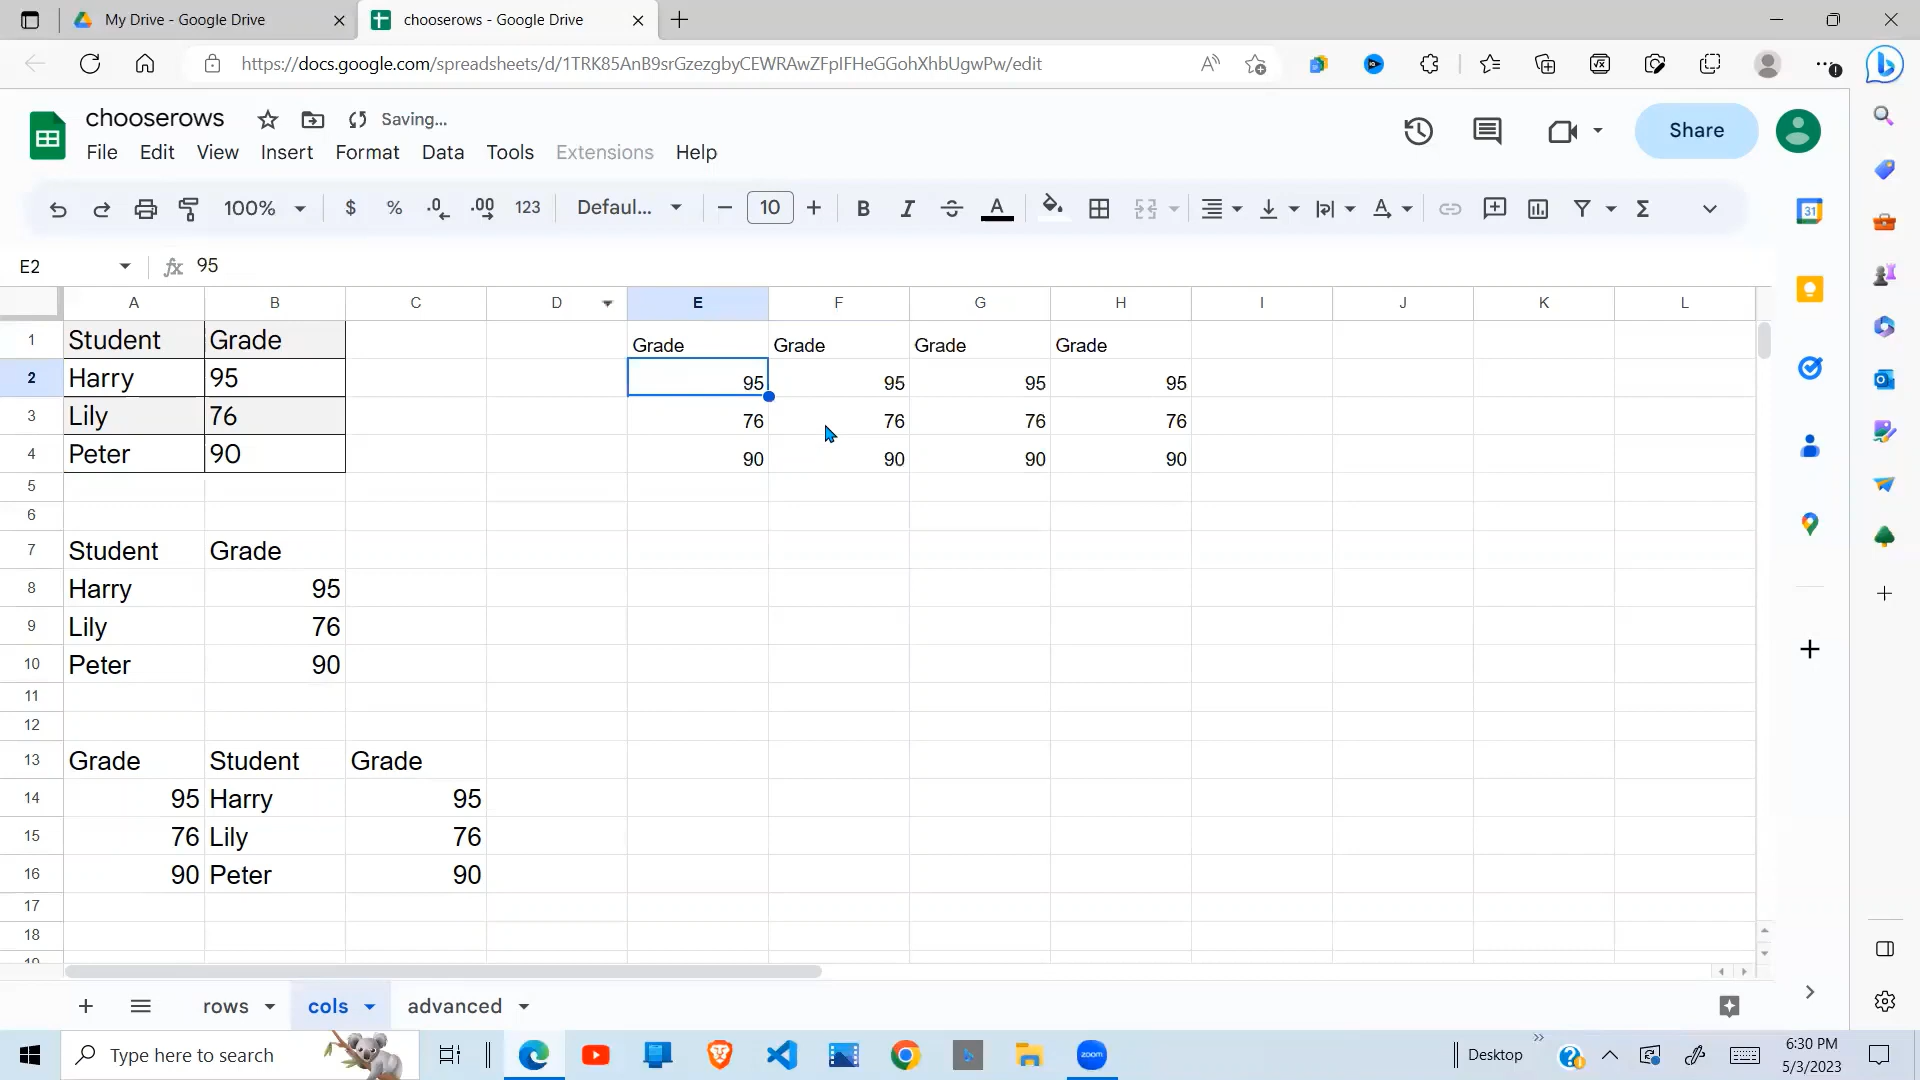 My Drive - Google Drive
chooserows - Google Drive
https://docs.google.com/spreadsheets/d/1TRK85AnB9srGzezgbyCEWRAwZFpIFHeGGohXhbUgwPw/edit
chooserows Saving...
Share
File Edit View Insert Format Data Tools Extensions Help
100% $ % .0 .00 123 Defaul... 10 B I A
E2 fx 95
A B C D E F G H I J K L
1 Student Grade Grade Grade Grade Grade
2 Harry 95 95 95 95 95
3 Lily 76 76 76 76 76
4 Peter 90 90 90 90 90
5
6
7 Student Grade
8 Harry 95
9 Lily 76
10 Peter 90
11
12
13 Grade Student Grade
14 95 Harry 95
15 76 Lily 76
16 90 Peter 90
17
18
19
rows cols advanced
31
Type here to search
zoom
Desktop
6:30 PM
5/3/2023